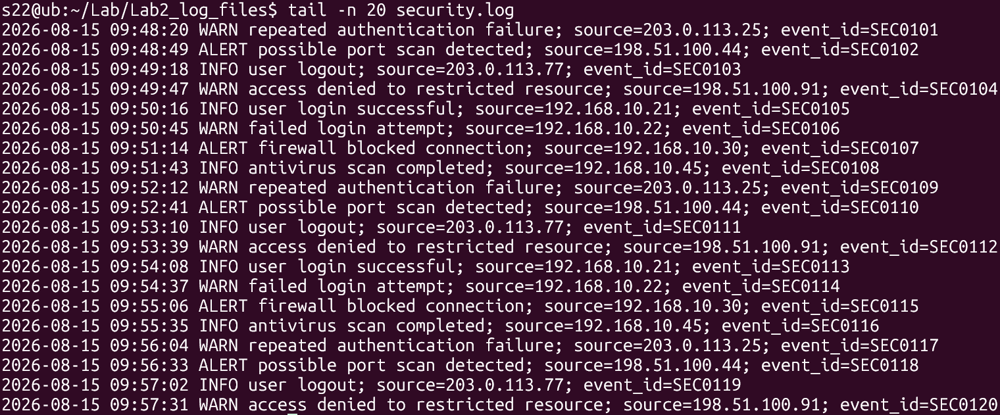 s22@ub:~/Lab/Lab2_log_files$ tail -n 20 security.log
2026-08-15 09:48:20 WARN repeated authentication failure; source=203.0.113.25; event_id=SEC0101
2026-08-15 09:48:49 ALERT possible port scan detected; source=198.51.100.44; event_id=SEC0102
2026-08-15 09:49:18 INFO user logout; source=203.0.113.77; event_id=SEC0103
2026-08-15 09:49:47 WARN access denied to restricted resource; source=198.51.100.91; event_id=SEC0104
2026-08-15 09:50:16 INFO user login successful; source=192.168.10.21; event_id=SEC0105
2026-08-15 09:50:45 WARN failed login attempt; source=192.168.10.22; event_id=SEC0106
2026-08-15 09:51:14 ALERT firewall blocked connection; source=192.168.10.30; event_id=SEC0107
2026-08-15 09:51:43 INFO antivirus scan completed; source=192.168.10.45; event_id=SEC0108
2026-08-15 09:52:12 WARN repeated authentication failure; source=203.0.113.25; event_id=SEC0109
2026-08-15 09:52:41 ALERT possible port scan detected; source=198.51.100.44; event_id=SEC0110
2026-08-15 09:53:10 INFO user logout; source=203.0.113.77; event_id=SEC0111
2026-08-15 09:53:39 WARN access denied to restricted resource; source=198.51.100.91; event_id=SEC0112
2026-08-15 09:54:08 INFO user login successful; source=192.168.10.21; event_id=SEC0113
2026-08-15 09:54:37 WARN failed login attempt; source=192.168.10.22; event_id=SEC0114
2026-08-15 09:55:06 ALERT firewall blocked connection; source=192.168.10.30; event_id=SEC0115
2026-08-15 09:55:35 INFO antivirus scan completed; source=192.168.10.45; event_id=SEC0116
2026-08-15 09:56:04 WARN repeated authentication failure; source=203.0.113.25; event_id=SEC0117
2026-08-15 09:56:33 ALERT possible port scan detected; source=198.51.100.44; event_id=SEC0118
2026-08-15 09:57:02 INFO user logout; source=203.0.113.77; event_id=SEC0119
2026-08-15 09:57:31 WARN access denied to restricted resource; source=198.51.100.91; event_id=SEC0120